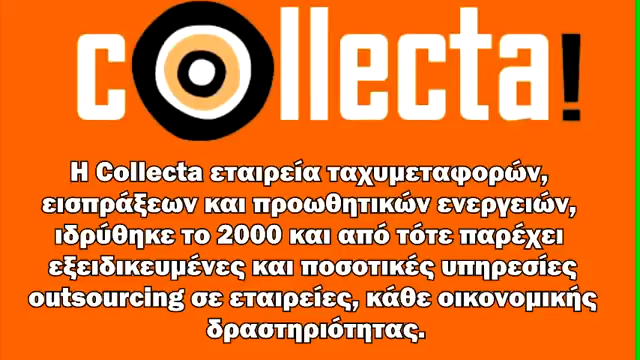 collecta!
Η Collecta εταιρεία ταχυμεταφορών,
εισπράξεων και προωθητικών ενεργειών,
ιδρύθηκε το 2000 και από τότε παρέχει
εξειδικευμένες και ποσοτικές υπηρεσίες
outsourcing σε εταιρείες, κάθε οικονομικής
δραστηριότητας.